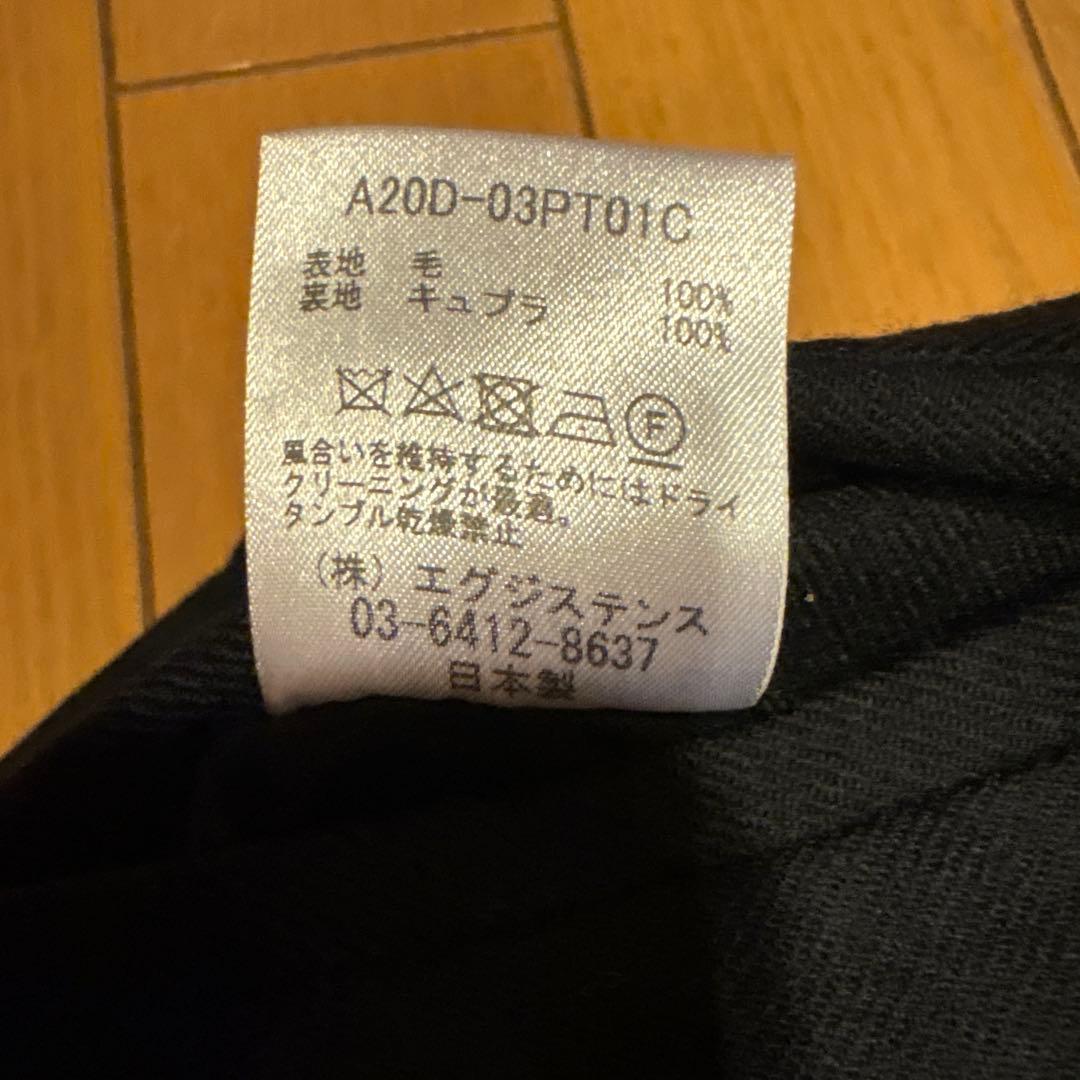 A20D-03PT01C
表地 毛 100%
裏地 キュプラ 100%
F
風合いを維持するためにはドライ
クリーニングが最適。
タンブル乾燥禁止
(株) エグジステンス
03-6412-8637
日本製